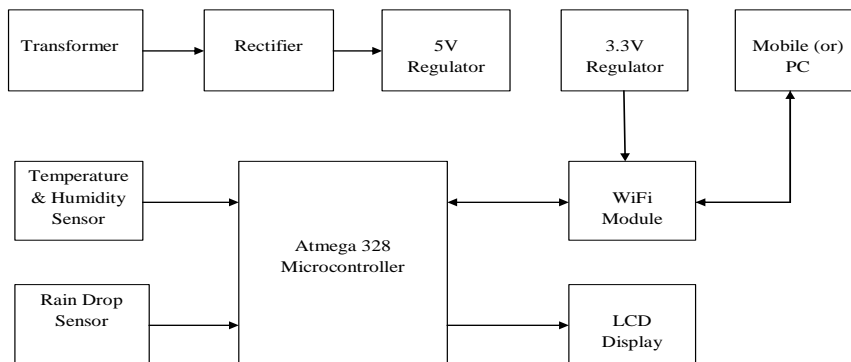 Transformer
Rectifier
5V
Regulator
3.3V
Regulator
Mobile (or)
PC
Temperature
& Humidity
Sensor
Atmega 328
Microcontroller
WiFi
Module
Rain Drop
Sensor
LCD
Display